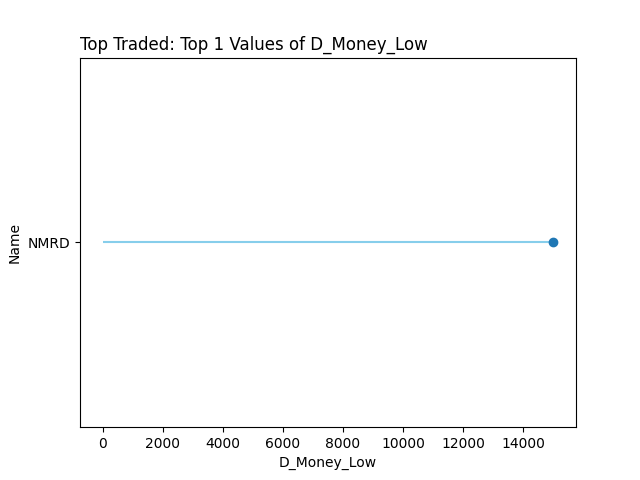 Top Traded: Top 1 Values of D_Money_Low
Name
NMRD
0 2000 4000 6000 8000 10000 12000 14000
D_Money_Low